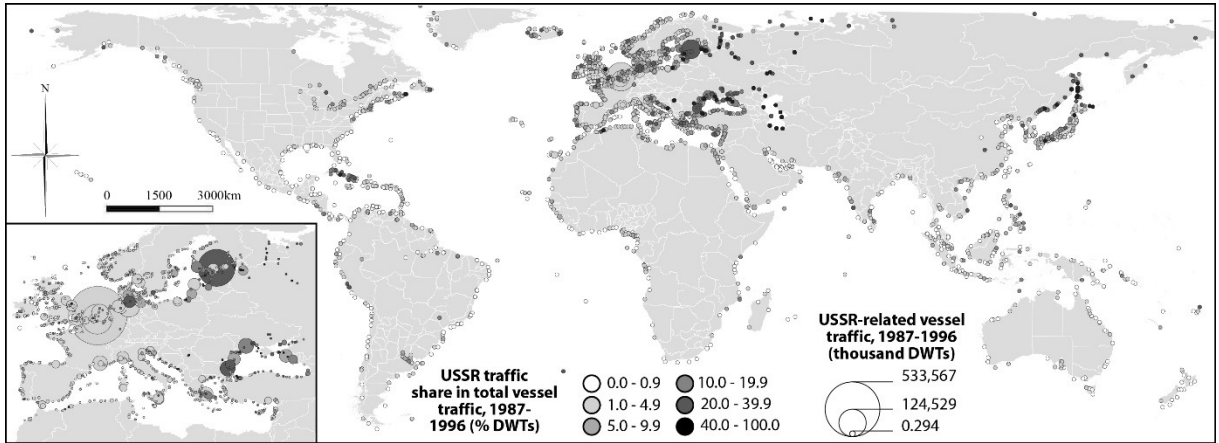 N
0 1500 3000km
USSR traffic
share in total vessel
traffic, 1987-
1996 (% DWTs)
0.0 - 0.9
1.0 - 4.9
5.0 - 9.9
10.0 - 19.9
20.0 - 39.9
40.0 - 100.0
USSR-related vessel
traffic, 1987-1996
(thousand DWTs)
533,567
124,529
0.294